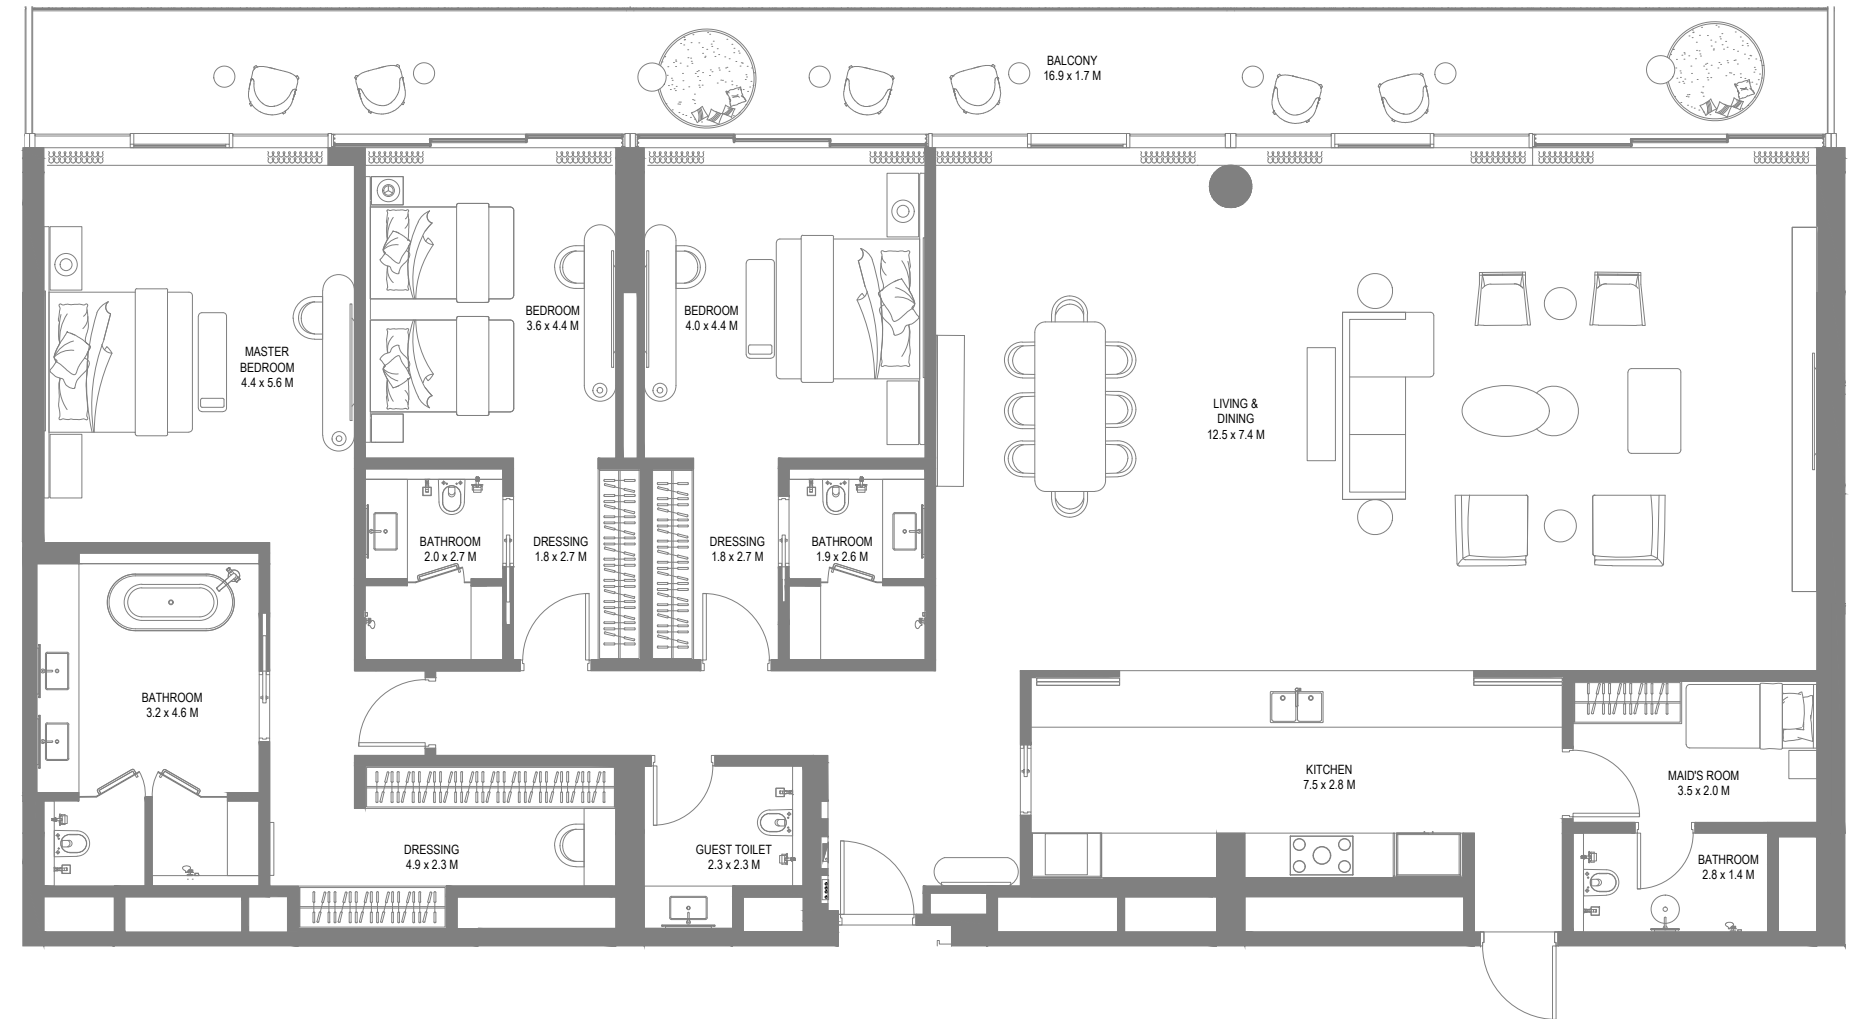 BALCONY
16.9 x 1.7 M
BEDROOM
3.6 x 4.4 M
BEDROOM
4.0 x 4.4 M
MASTER
BEDROOM
4.4 x 5.6 M
LIVING &
DINING
12.5 x 7.4 M
BATHROOM
2.0 x 2.7 M
DRESSING
1.8 x 2.7 M
DRESSING
1.8 x 2.7 M
BATHROOM
1.9 x 2.6 M
BATHROOM
3.2 x 4.6 M
KITCHEN
7.5 x 2.8 M
MAID'S ROOM
3.5 x 2.0 M
DRESSING
4.9 x 2.3 M
GUEST TOILET
2.3 x 2.3 M
BATHROOM
2.8 x 1.4 M